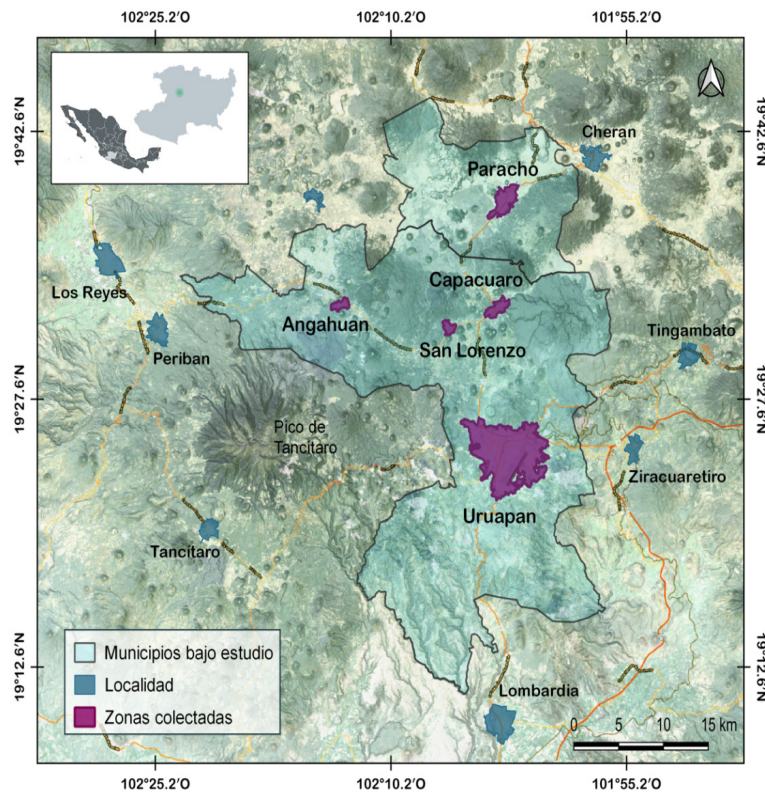 102°25.2'O
102°10.2'O
101°55.2'O
19°42.6'N
19°42.6'N
Cheran
Paracho
Capacuaro
Los Reyes
Angahuan
San Lorenzo
Tingambato
Periban
19°27.6'N
19°27.6'N
Pico de
Tancítaro
Ziracuaretiro
Uruapan
Tancítaro
Municipios bajo estudio
Localidad
Zonas colectadas
19°12.6'N
19°12.6'N
Lombardia
0 5 10 15 km
102°25.2'O
102°10.2'O
101°55.2'O